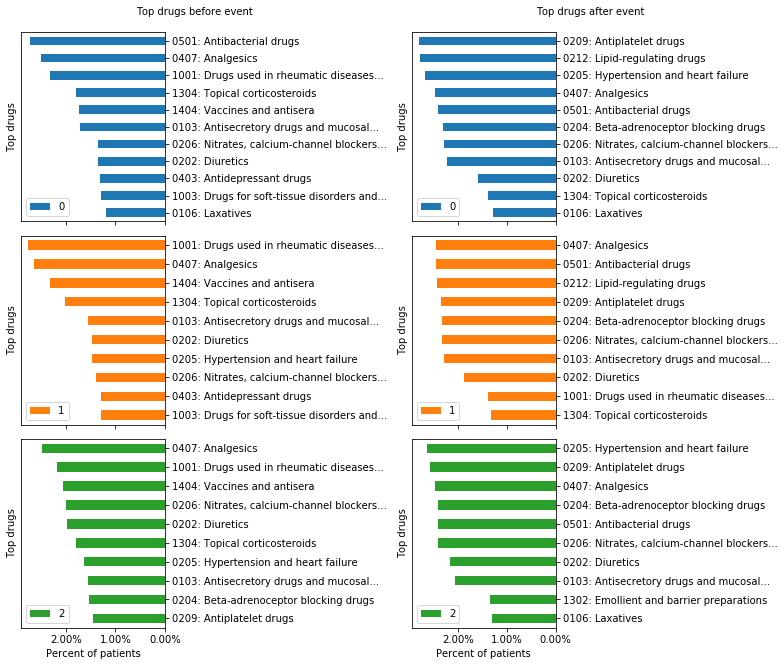 Top drugs before event
Top drugs
0501: Antibacterial drugs
0407: Analgesics
1001: Drugs used in rheumatic diseases...
1304: Topical corticosteroids
1404: Vaccines and antisera
0103: Antisecretory drugs and mucosal...
0206: Nitrates, calcium-channel blockers...
0202: Diuretics
0403: Antidepressant drugs
1003: Drugs for soft-tissue disorders and...
0106: Laxatives
0
Top drugs
1001: Drugs used in rheumatic diseases...
0407: Analgesics
1404: Vaccines and antisera
1304: Topical corticosteroids
0103: Antisecretory drugs and mucosal...
0202: Diuretics
0205: Hypertension and heart failure
0206: Nitrates, calcium-channel blockers...
0403: Antidepressant drugs
1003: Drugs for soft-tissue disorders and...
1
Top drugs
0407: Analgesics
1001: Drugs used in rheumatic diseases...
1404: Vaccines and antisera
0206: Nitrates, calcium-channel blockers...
0202: Diuretics
1304: Topical corticosteroids
0205: Hypertension and heart failure
0103: Antisecretory drugs and mucosal...
0204: Beta-adrenoceptor blocking drugs
0209: Antiplatelet drugs
2
2.00% 1.00% 0.00%
Percent of patients
Top drugs after event
Top drugs
0209: Antiplatelet drugs
0212: Lipid-regulating drugs
0205: Hypertension and heart failure
0407: Analgesics
0501: Antibacterial drugs
0204: Beta-adrenoceptor blocking drugs
0206: Nitrates, calcium-channel blockers...
0103: Antisecretory drugs and mucosal...
0202: Diuretics
1304: Topical corticosteroids
0106: Laxatives
0
Top drugs
0407: Analgesics
0501: Antibacterial drugs
0212: Lipid-regulating drugs
0209: Antiplatelet drugs
0204: Beta-adrenoceptor blocking drugs
0206: Nitrates, calcium-channel blockers...
0103: Antisecretory drugs and mucosal...
0202: Diuretics
1001: Drugs used in rheumatic diseases...
1304: Topical corticosteroids
1
Top drugs
0205: Hypertension and heart failure
0209: Antiplatelet drugs
0407: Analgesics
0204: Beta-adrenoceptor blocking drugs
0501: Antibacterial drugs
0206: Nitrates, calcium-channel blockers...
0202: Diuretics
0103: Antisecretory drugs and mucosal...
1302: Emollient and barrier preparations
0106: Laxatives
2
2.00% 1.00% 0.00%
Percent of patients